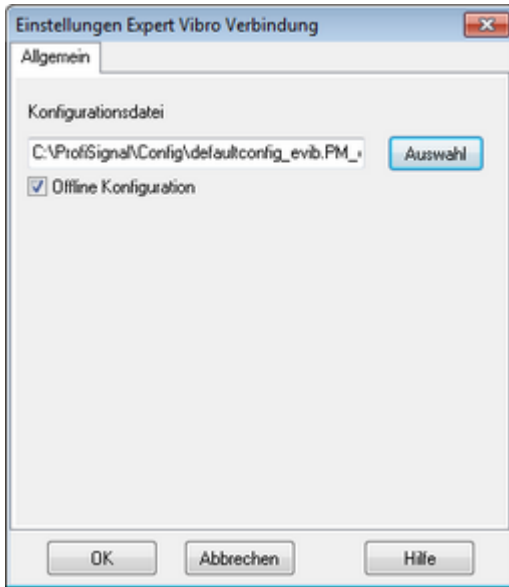 Einstellungen Expert Vibro Verbindung
Allgemein
Konfigurationsdatei
C:\ProfiSignal\Config\defaultconfig_evib.PM_
Auswahl
Offline Konfiguration
OK Abbrechen Hilfe